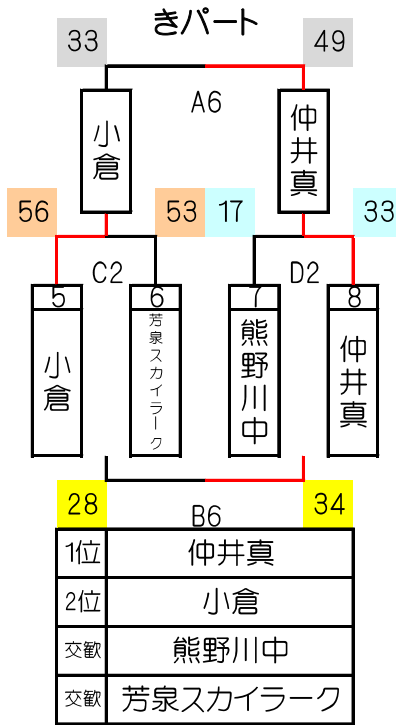 きパート
33 49
A6
小倉 仲井真
56 53 17 33
C2 D2
5 6 7 8
小倉 芳泉スカイラーク 熊野川中 仲井真
28 34
B6
1位 仲井真
2位 小倉
交歓 熊野川中
交歓 芳泉スカイラーク